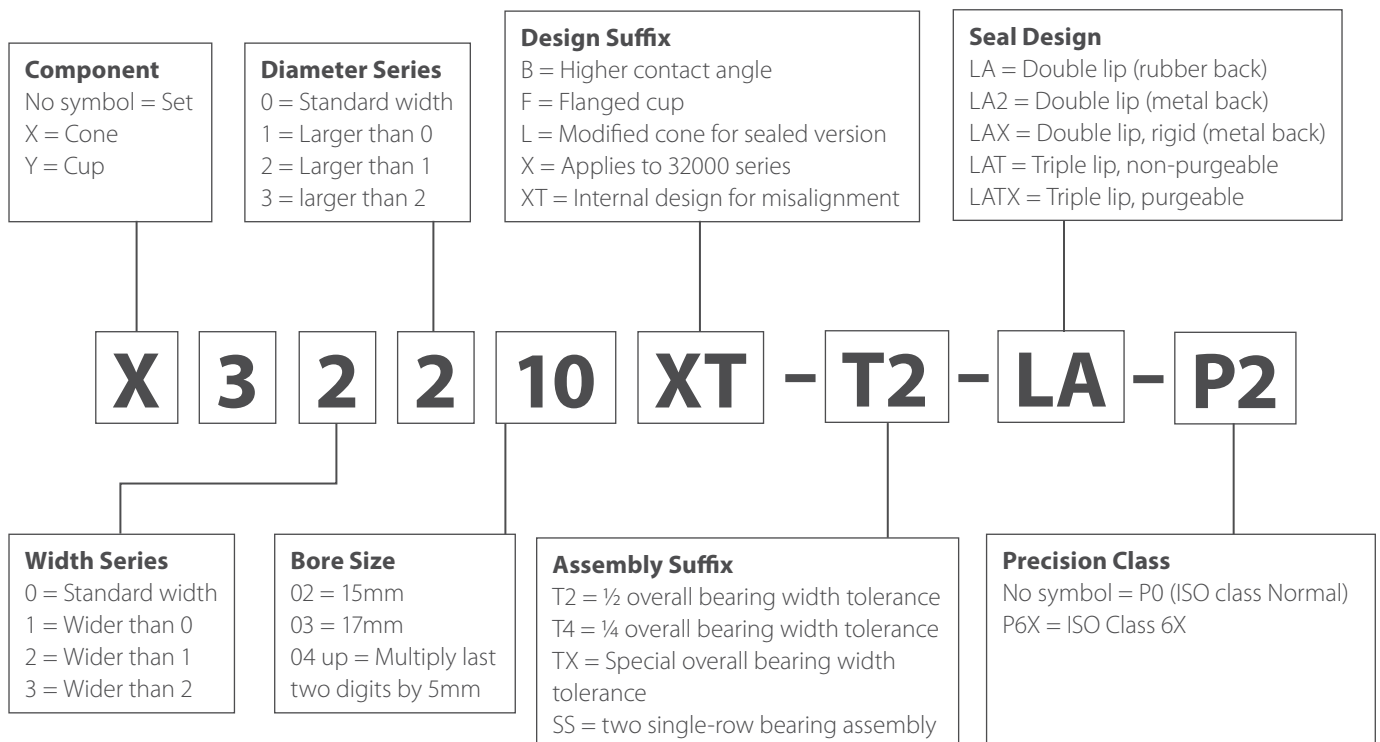 Component
No symbol = Set
X = Cone
Y = Cup
Diameter Series
0 = Standard width
1 = Larger than 0
2 = Larger than 1
3 = larger than 2
Design Suffix
B = Higher contact angle
F = Flanged cup
L = Modified cone for sealed version
X = Applies to 32000 series
XT = Internal design for misalignment
Seal Design
LA = Double lip (rubber back)
LA2 = Double lip (metal back)
LAX = Double lip, rigid (metal back)
LAT = Triple lip, non-purgeable
LATX = Triple lip, purgeable
X 3 2 2 10 XT – T2 – LA – P2
Width Series
0 = Standard width
1 = Wider than 0
2 = Wider than 1
3 = Wider than 2
Bore Size
02 = 15mm
03 = 17mm
04 up = Multiply last
two digits by 5mm
Assembly Suffix
T2 = ½ overall bearing width tolerance
T4 = ¼ overall bearing width tolerance
TX = Special overall bearing width
tolerance
SS = two single-row bearing assembly
Precision Class
No symbol = P0 (ISO class Normal)
P6X = ISO Class 6X